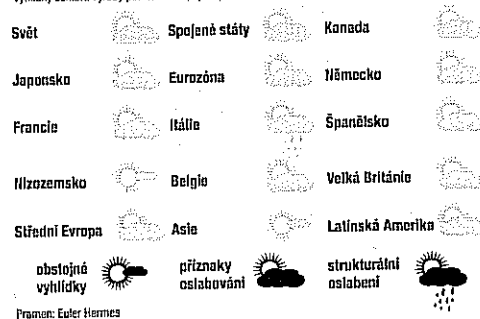 Svět Spojené státy Kanada
Japonsko Eurozóna Německo
Francie Itálie Španělsko
Nizozemsko Belgie Velká Británie
Střední Evropa Asie Latinská Amerika
obstojné vyhlídky
příznaky oslabování
strukturální oslabení
Pramen: Euler Hermes